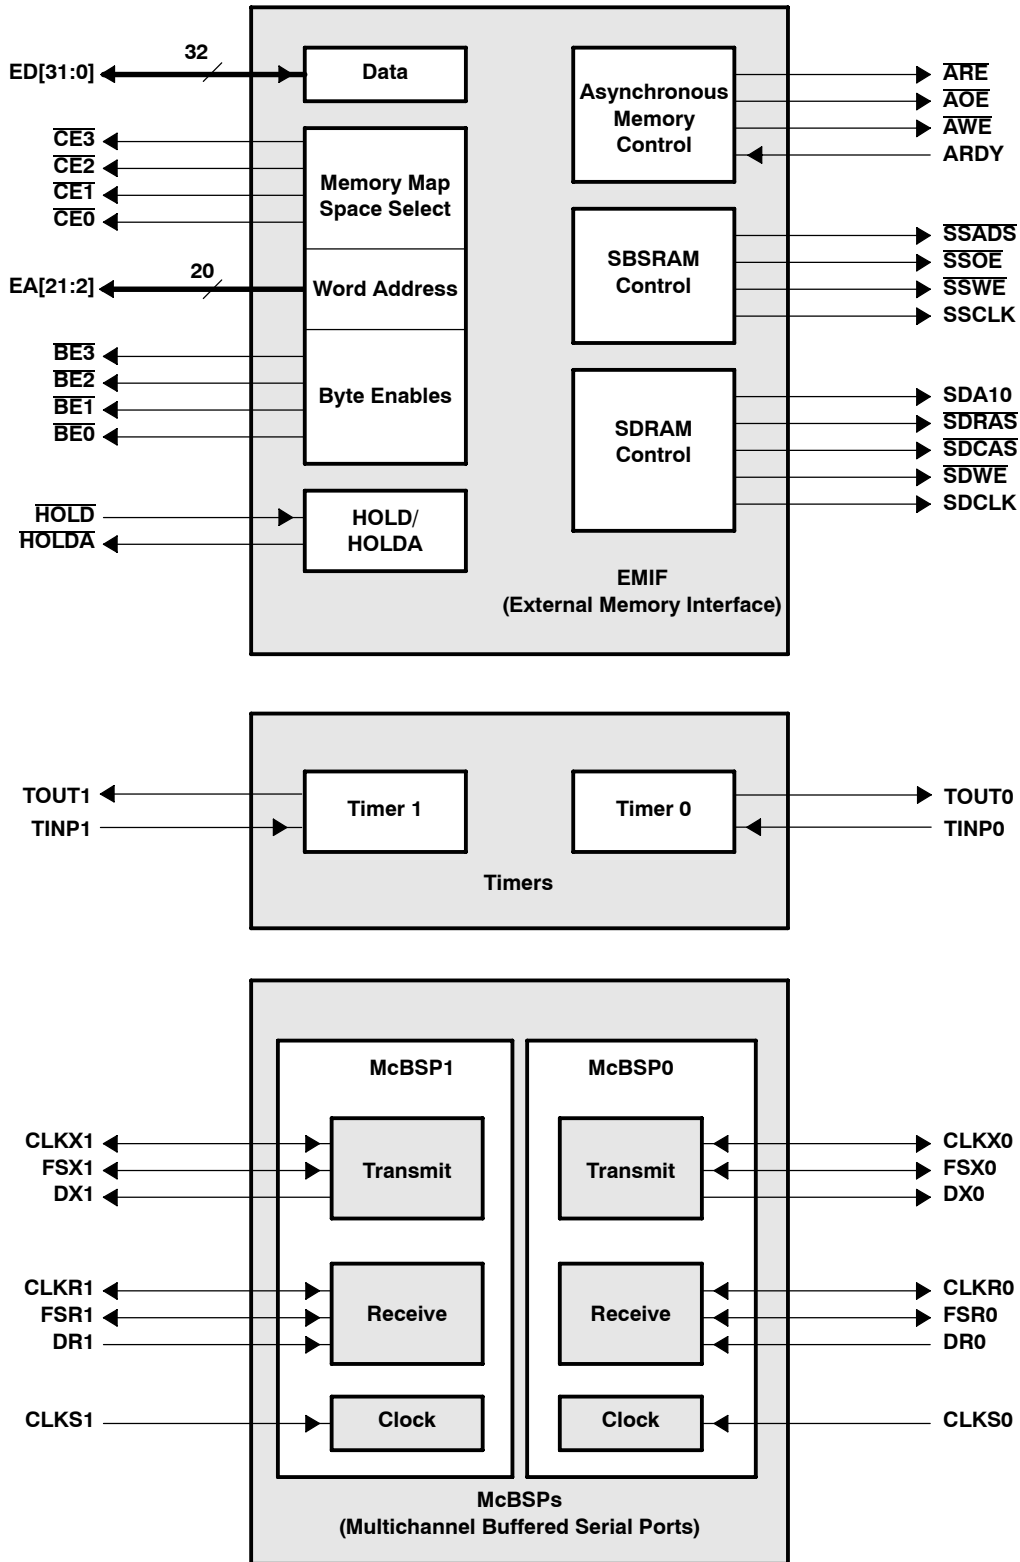 32
ED[31:0]
Data
CE3
CE2
CE1
CE0
Memory Map
Space Select
20
EA[21:2]
Word Address
BE3
BE2
BE1
BE0
Byte Enables
HOLD
HOLDA
HOLD/
HOLDA
Asynchronous
Memory
Control
ARE
AOE
AWE
ARDY
SBSRAM
Control
SSADS
SSOE
SSWE
SSCLK
SDRAM
Control
SDA10
SDRAS
SDCAS
SDWE
SDCLK
EMIF
(External Memory Interface)
TOUT1
TINP1
Timer 1
Timer 0
TOUT0
TINP0
Timers
McBSP1
McBSP0
CLKX1
FSX1
DX1
Transmit
Transmit
CLKX0
FSX0
DX0
CLKR1
FSR1
DR1
Receive
Receive
CLKR0
FSR0
DR0
CLKS1
Clock
Clock
CLKS0
McBSPs
(Multichannel Buffered Serial Ports)